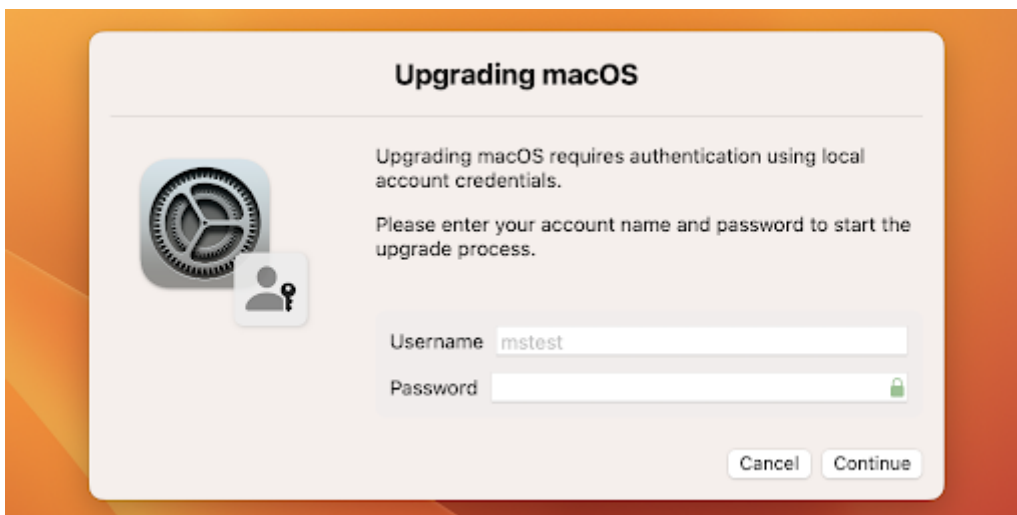 Upgrading macOS
Upgrading macOS requires authentication using local
account credentials.
Please enter your account name and password to start the
upgrade process.
Username mstest
Password
Cancel Continue